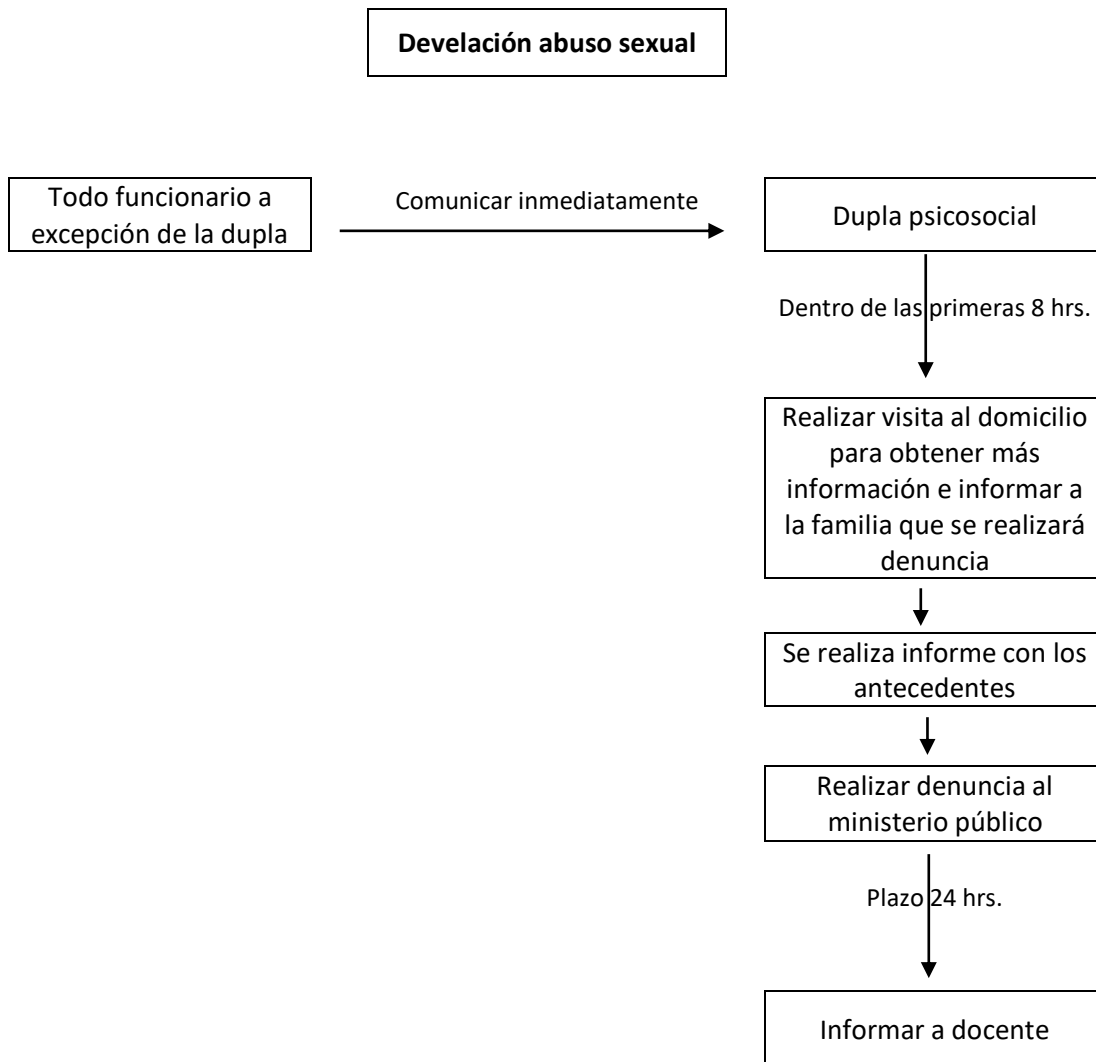 Develación abuso sexual
Todo funcionario a
excepción de la dupla
Comunicar inmediatamente
Dupla psicosocial
Dentro de las primeras 8 hrs.
Realizar visita al domicilio
para obtener más
información e informar a
la familia que se realizará
denuncia
Se realiza informe con los
antecedentes
Realizar denuncia al
ministerio público
Plazo 24 hrs.
Informar a docente